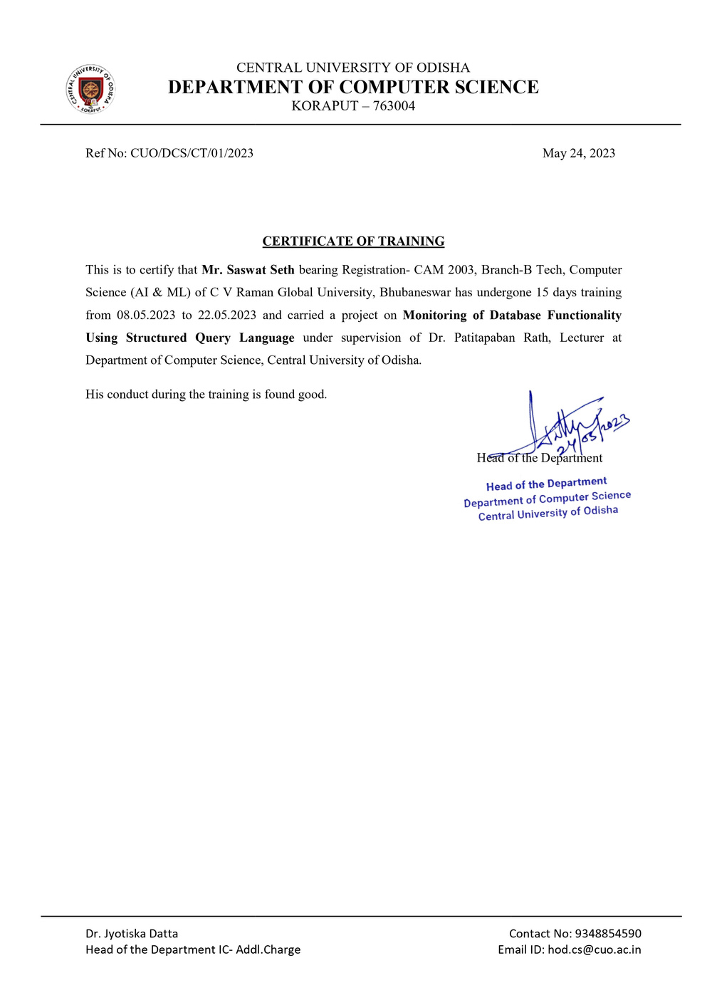 CENTRAL UNIVERSITY OF ODISHA
KORAPUT
CENTRAL UNIVERSITY OF ODISHA
DEPARTMENT OF COMPUTER SCIENCE
KORAPUT – 763004
Ref No: CUO/DCS/CT/01/2023
May 24, 2023
CERTIFICATE OF TRAINING
This is to certify that Mr. Saswat Seth bearing Registration- CAM 2003, Branch-B Tech, Computer
Science (AI & ML) of C V Raman Global University, Bhubaneswar has undergone 15 days training
from 08.05.2023 to 22.05.2023 and carried a project on Monitoring of Database Functionality
Using Structured Query Language under supervision of Dr. Patitapaban Rath, Lecturer at
Department of Computer Science, Central University of Odisha.
His conduct during the training is found good.
24/05/2023
Head of the Department
Head of the Department
Department of Computer Science
Central University of Odisha
Dr. Jyotiska Datta
Contact No: 9348854590
Head of the Department IC- Addl.Charge
Email ID: hod.cs@cuo.ac.in